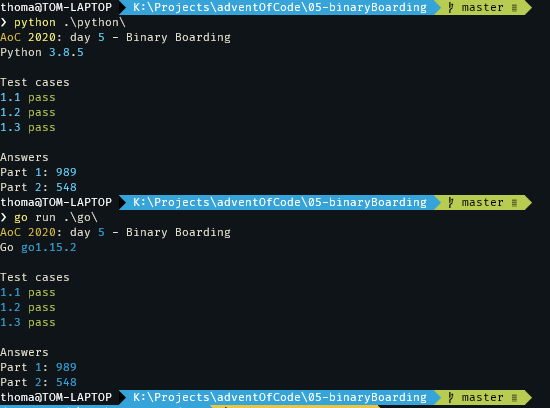 thoma@TOM-LAPTOP K:\Projects\adventOfCode\05-binaryBoarding master ≡
❯ python .\python\
AoC 2020: day 5 - Binary Boarding
Python 3.8.5
Test cases
1.1 pass
1.2 pass
1.3 pass
Answers
Part 1: 989
Part 2: 548
thoma@TOM-LAPTOP K:\Projects\adventOfCode\05-binaryBoarding master ≡
❯ go run .\go\
AoC 2020: day 5 - Binary Boarding
Go go1.15.2
Test cases
1.1 pass
1.2 pass
1.3 pass
Answers
Part 1: 989
Part 2: 548
thoma@TOM-LAPTOP K:\Projects\adventOfCode\05-binaryBoarding master ≡